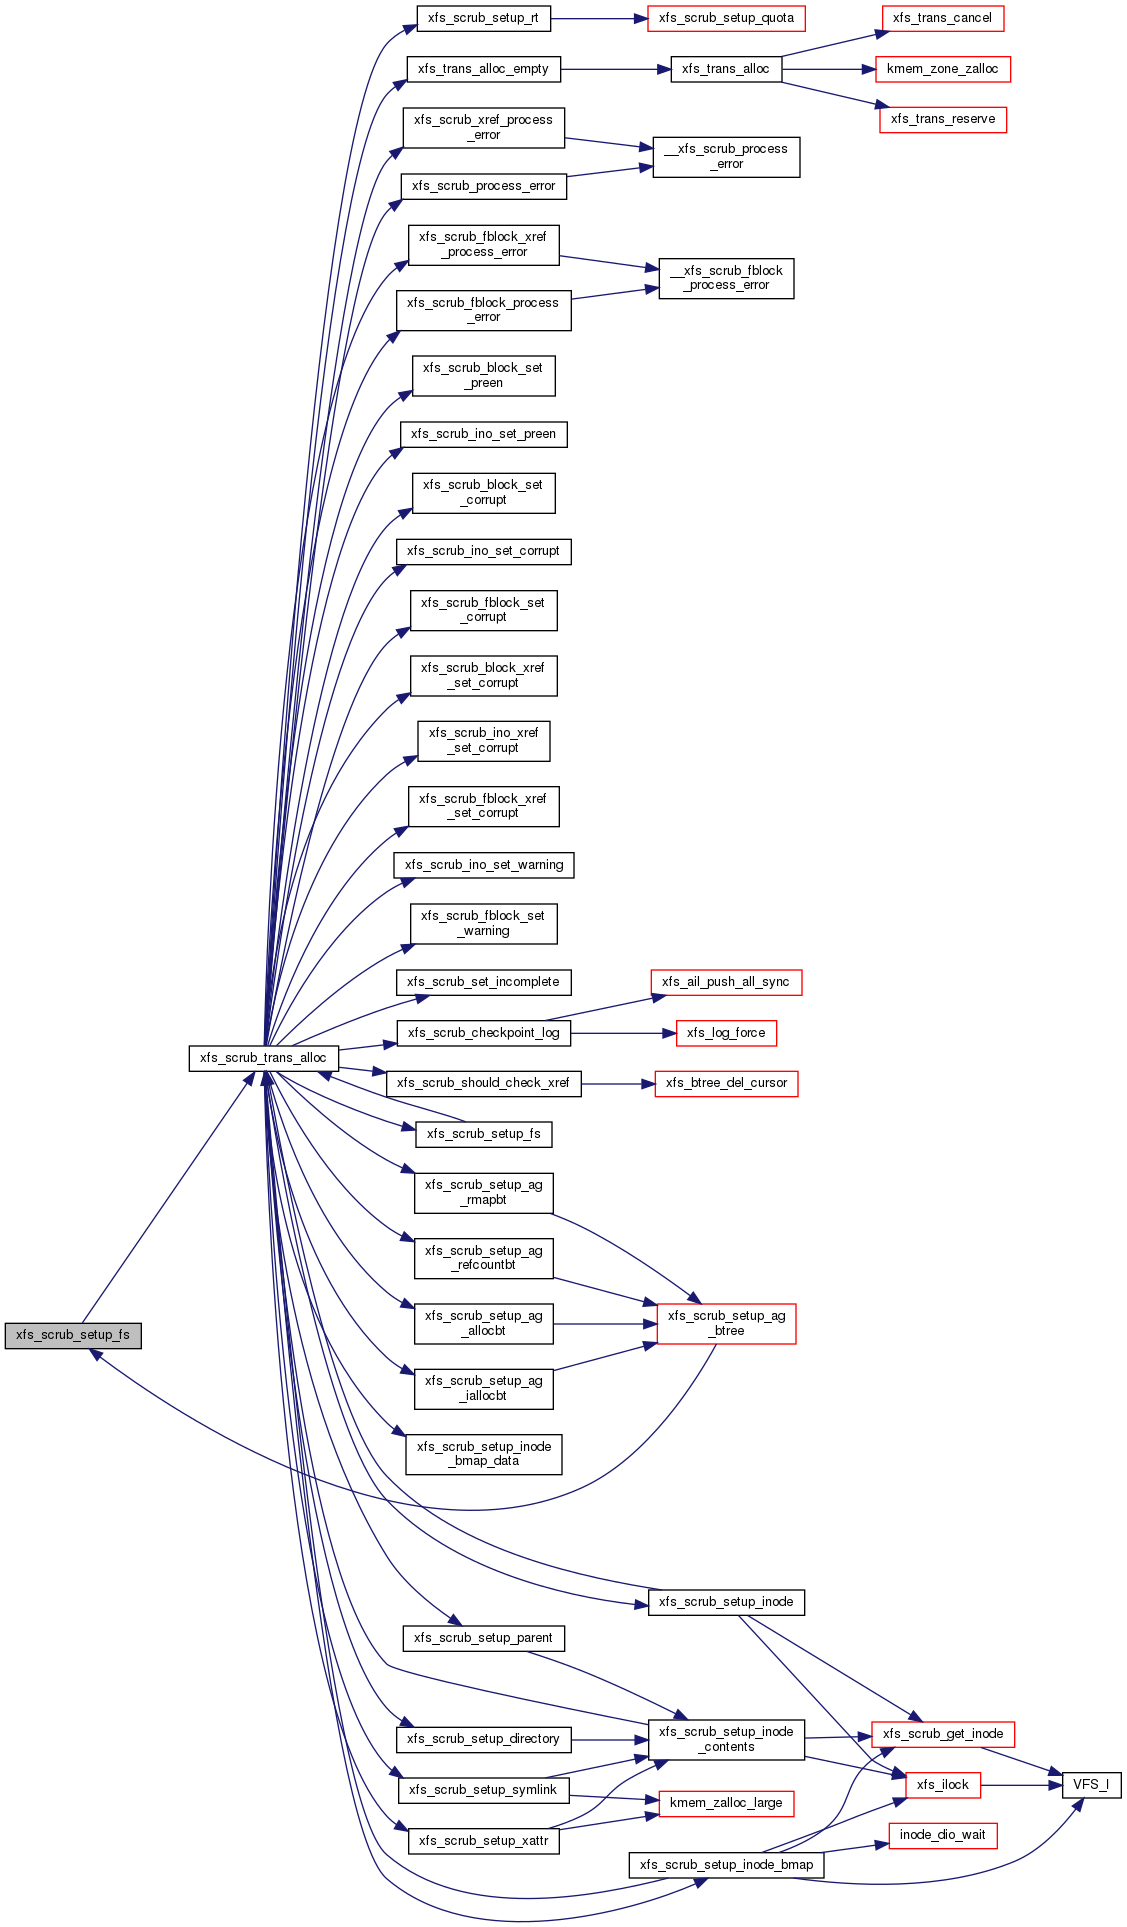 xfs_scrub_setup_rt
xfs_scrub_setup_quota
xfs_trans_cancel
xfs_trans_alloc_empty
xfs_trans_alloc
kmem_zone_zalloc
xfs_trans_reserve
xfs_scrub_xref_process
_error
__xfs_scrub_process
_error
xfs_scrub_process_error
xfs_scrub_fblock_xref
_process_error
__xfs_scrub_fblock
_process_error
xfs_scrub_fblock_process
_error
xfs_scrub_block_set
_preen
xfs_scrub_ino_set_preen
xfs_scrub_block_set
_corrupt
xfs_scrub_ino_set_corrupt
xfs_scrub_fblock_set
_corrupt
xfs_scrub_block_xref
_set_corrupt
xfs_scrub_ino_xref
_set_corrupt
xfs_scrub_fblock_xref
_set_corrupt
xfs_scrub_ino_set_warning
xfs_scrub_fblock_set
_warning
xfs_scrub_set_incomplete
xfs_ail_push_all_sync
xfs_scrub_checkpoint_log
xfs_log_force
xfs_scrub_trans_alloc
xfs_scrub_should_check_xref
xfs_btree_del_cursor
xfs_scrub_setup_fs
xfs_scrub_setup_ag
_rmapbt
xfs_scrub_setup_ag
_refcountbt
xfs_scrub_setup_ag
_allocbt
xfs_scrub_setup_ag
_btree
xfs_scrub_setup_fs
xfs_scrub_setup_ag
_iallocbt
xfs_scrub_setup_inode
_bmap_data
xfs_scrub_setup_inode
xfs_scrub_setup_parent
xfs_scrub_setup_directory
xfs_scrub_setup_inode
_contents
xfs_scrub_get_inode
xfs_scrub_setup_symlink
xfs_ilock
VFS_I
kmem_zalloc_large
xfs_scrub_setup_xattr
inode_dio_wait
xfs_scrub_setup_inode_bmap